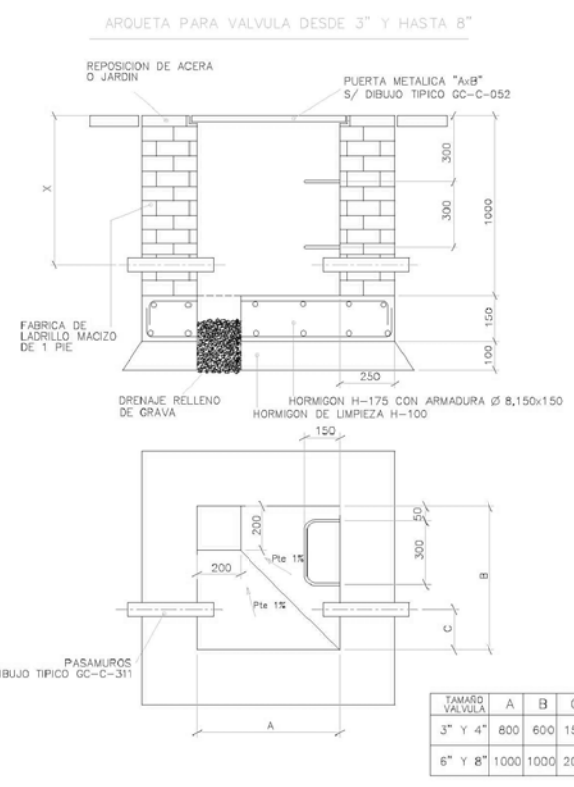 ARQUETA PARA VALVULA DESDE 3" Y HASTA 8"
REPOSICION DE ACERA
O JARDIN
PUERTA METALICA "AxB"
S/ DIBUJO TIPICO GC-C-052
X
300
300
1000
150
100
250
FABRICA DE
LADRILLO MACIZO
DE 1 PIE
DRENAJE RELLENO
DE GRAVA
HORMIGON H-175 CON ARMADURA Ø 8,150x150
HORMIGON DE LIMPIEZA H-100
150
200
200
Pte 1%
Pte 1%
50
300
B
C
PASAMUROS
IBUJO TIPICO GC-C-311
A
TAMAÑO
VALVULA A B
3" Y 4" 800 600
6" Y 8" 1000 1000